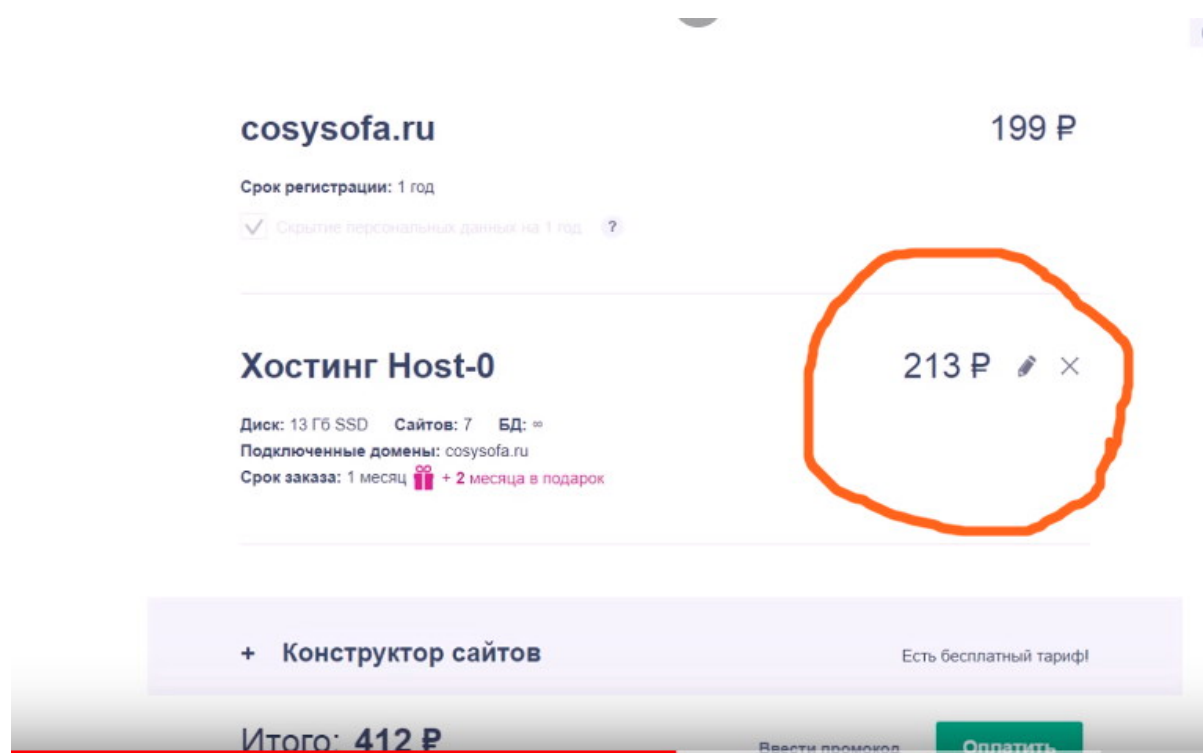 cosysofa.ru 199 ₽
Срок регистрации: 1 год
Скрытие персональных данных на 1 год ?
Хостинг Host-0 213 ₽
Диск: 13 Гб SSD Сайтов: 7 БД: ∞
Подключенные домены: cosysofa.ru
Срок заказа: 1 месяц + 2 месяца в подарок
+ Конструктор сайтов Есть бесплатный тариф!
Итого: 412 ₽ Ввести промокод Оплатить